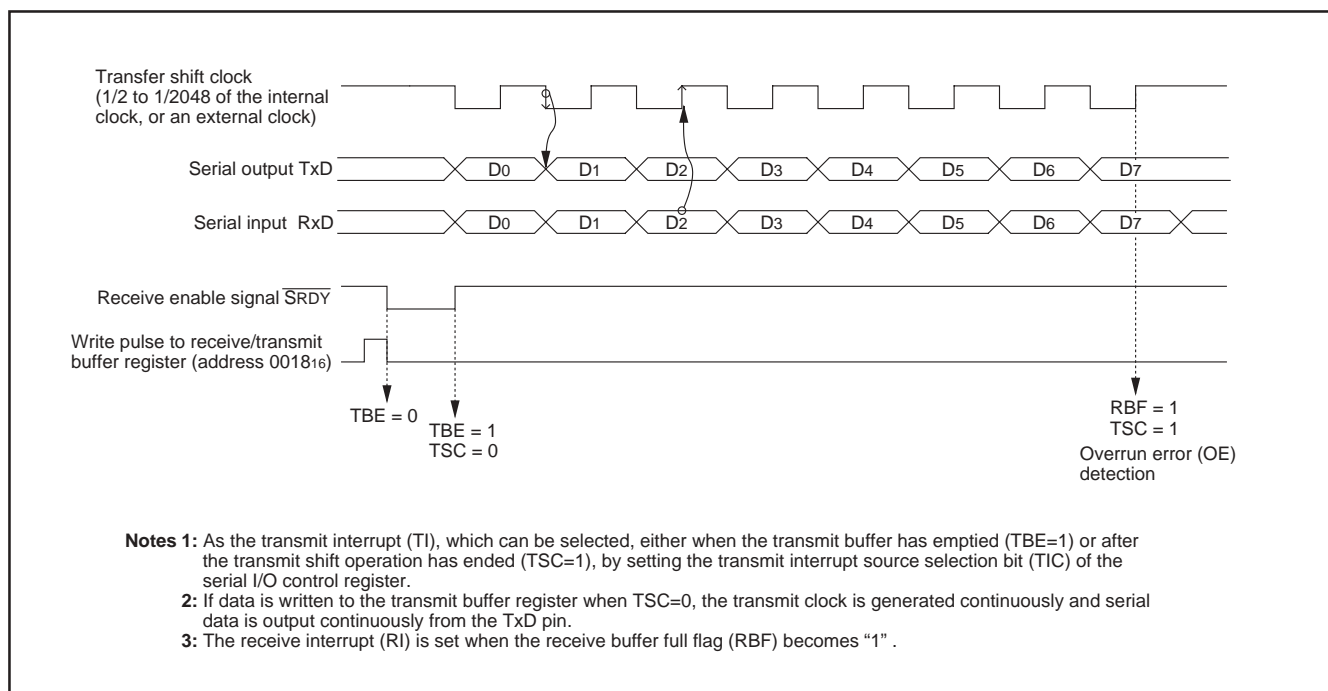 Transfer shift clock
(1/2 to 1/2048 of the internal
clock, or an external clock)
Serial output TxD D0 D1 D2 D3 D4 D5 D6 D7
Serial input RxD D0 D1 D2 D3 D4 D5 D6 D7
Receive enable signal S̅R̅D̅Y̅
Write pulse to receive/transmit
buffer register (address 001816)
TBE = 0
TBE = 1
TSC = 0
RBF = 1
TSC = 1
Overrun error (OE)
detection
Notes 1: As the transmit interrupt (TI), which can be selected, either when the transmit buffer has emptied (TBE=1) or after
the transmit shift operation has ended (TSC=1), by setting the transmit interrupt source selection bit (TIC) of the
serial I/O control register.
2: If data is written to the transmit buffer register when TSC=0, the transmit clock is generated continuously and serial
data is output continuously from the TxD pin.
3: The receive interrupt (RI) is set when the receive buffer full flag (RBF) becomes “1” .